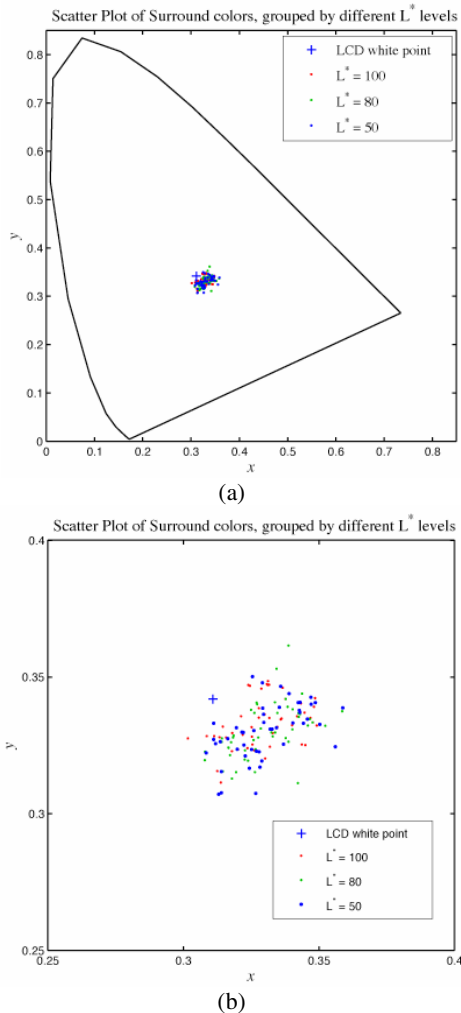 Scatter Plot of Surround colors, grouped by different L* levels
LCD white point
L* = 100
L* = 80
L* = 50
0.8
0.7
0.6
0.5
0.4
0.3
0.2
0.1
0
y
0 0.1 0.2 0.3 0.4 0.5 0.6 0.7 0.8
x
(a)
Scatter Plot of Surround colors, grouped by different L* levels
0.4
0.35
0.3
0.25
y
LCD white point
L* = 100
L* = 80
L* = 50
0.25 0.3 0.35 0.4
x
(b)